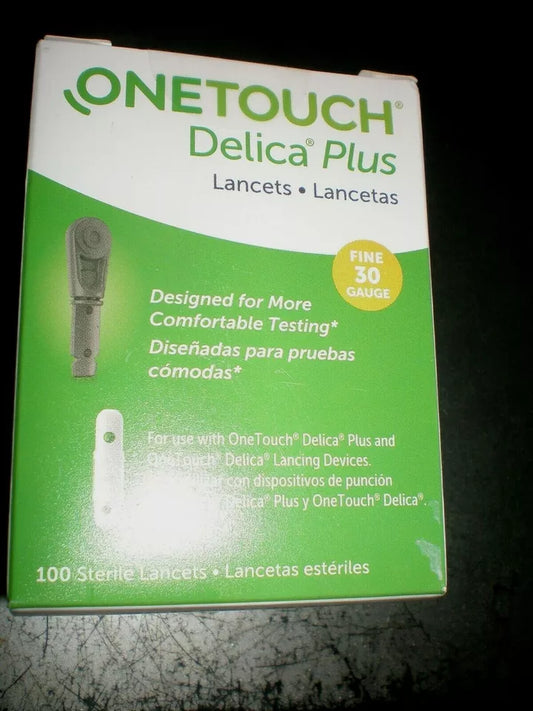 ONETOUCH®
Delica® Plus
Lancets • Lancetas
FINE
30
GAUGE
Designed for More
Comfortable Testing*
Diseñadas para pruebas
cómodas*
For use with OneTouch® Delica® Plus and
OneTouch® Delica® Lancing Devices.
con dispositivos de punción
Delica® Plus y OneTouch® Delica®.
100 Sterile Lancets • Lancetas estériles